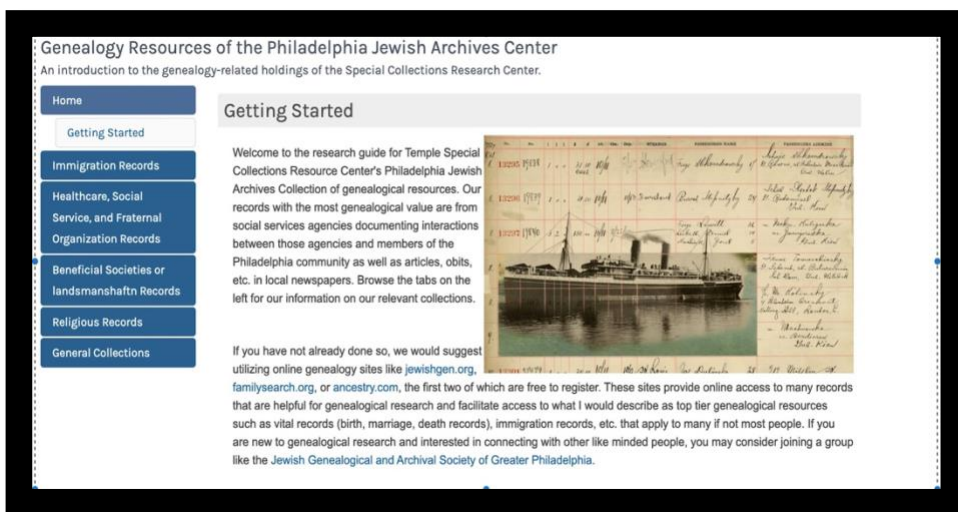 Genealogy Resources of the Philadelphia Jewish Archives Center
An introduction to the genealogy-related holdings of the Special Collections Research Center.
Home
Getting Started
Immigration Records
Healthcare, Social
Service, and Fraternal
Organization Records
Beneficial Societies or
landsmanshaftn Records
Religious Records
General Collections
Getting Started
Welcome to the research guide for Temple Special
Collections Resource Center's Philadelphia Jewish
Archives Collection of genealogical resources. Our
records with the most genealogical value are from
social services agencies documenting interactions
between those agencies and members of the
Philadelphia community as well as articles, obits,
etc. in local newspapers. Browse the tabs on the
left for our information on our relevant collections.
If you have not already done so, we would suggest
utilizing online genealogy sites like jewishgen.org,
familysearch.org, or ancestry.com, the first two of which are free to register. These sites provide online access to many records
that are helpful for genealogical research and facilitate access to what I would describe as top tier genealogical resources
such as vital records (birth, marriage, death records), immigration records, etc. that apply to many if not most people. If you
are new to genealogical research and interested in connecting with other like minded people, you may consider joining a group
like the Jewish Genealogical and Archival Society of Greater Philadelphia.
13295
13296
13297